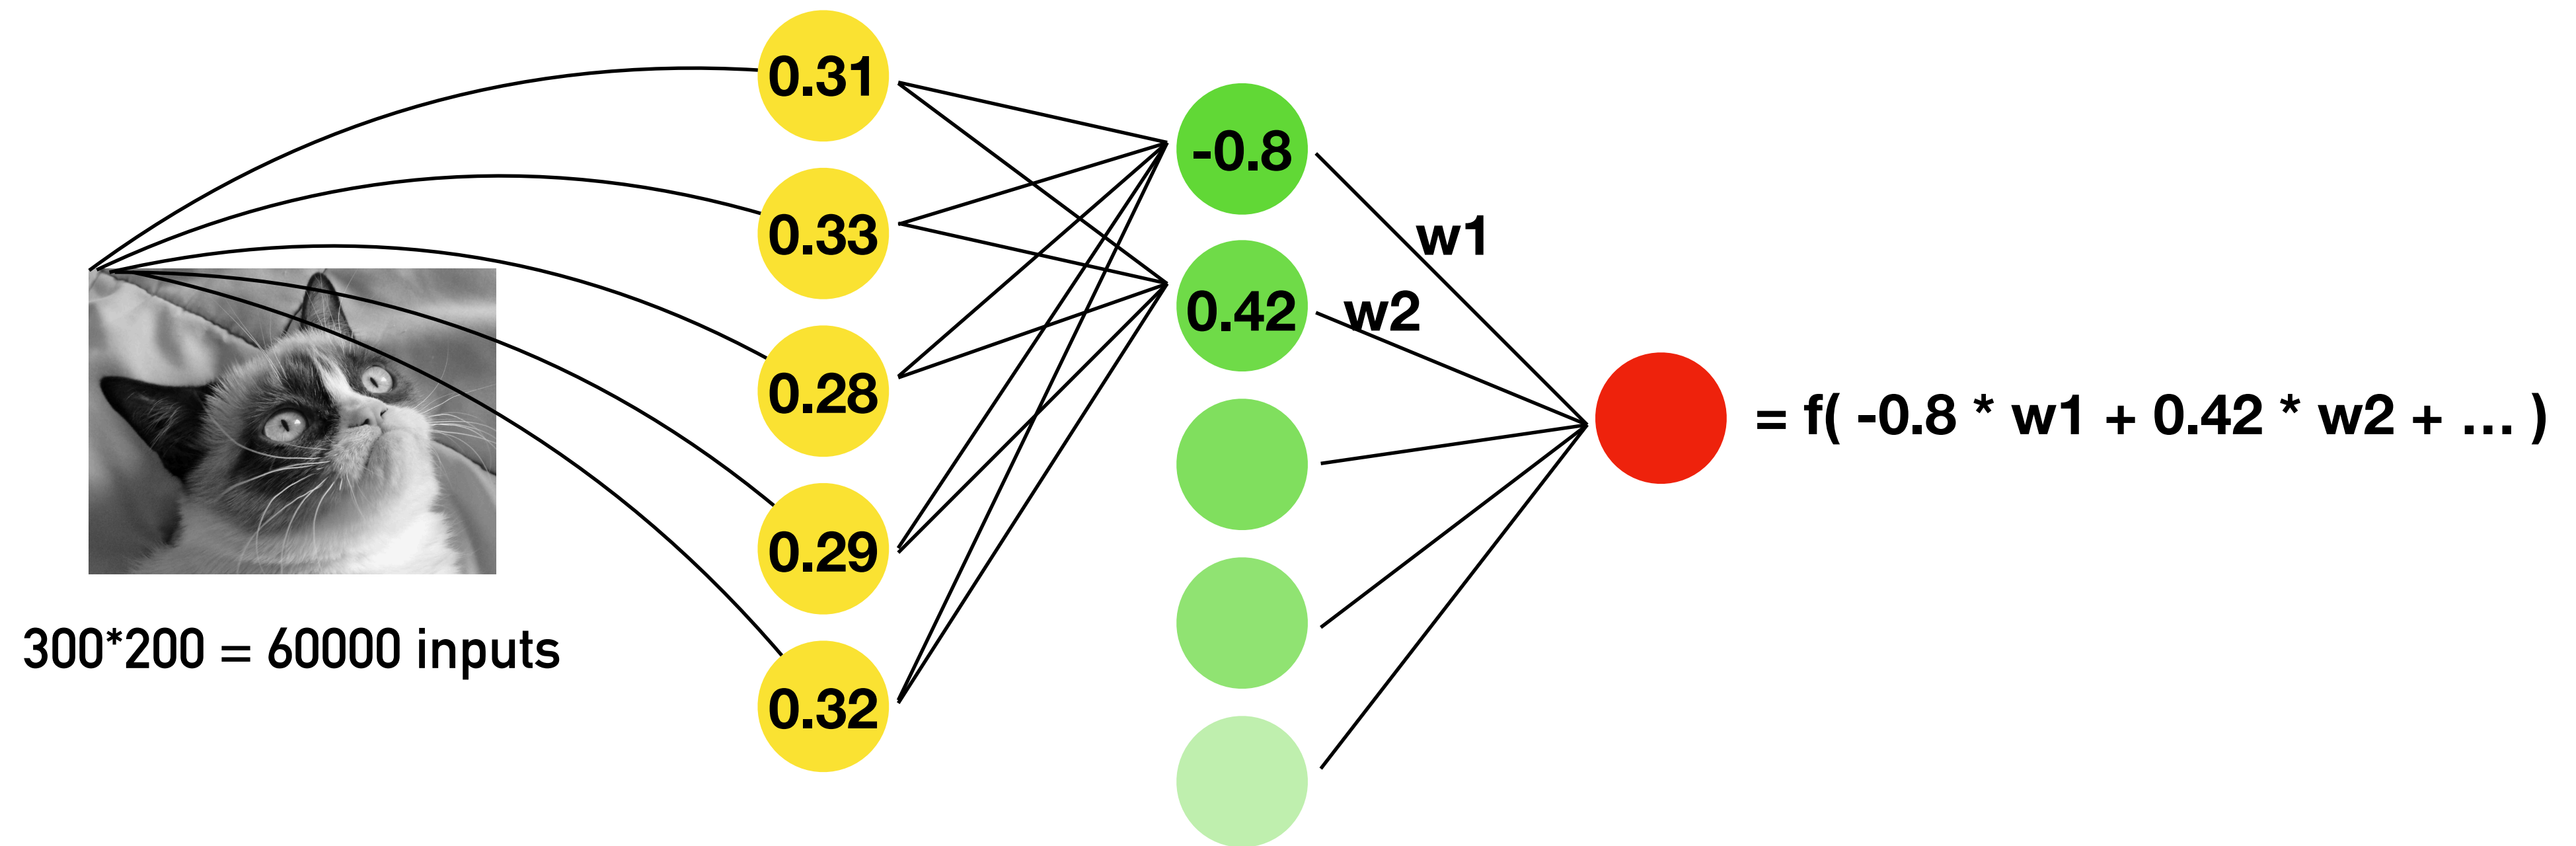 0.31
0.33
0.28
0.29
0.32
-0.8
0.42
w1
w2
= f( -0.8 * w1 + 0.42 * w2 + ... )
300*200 = 60000 inputs